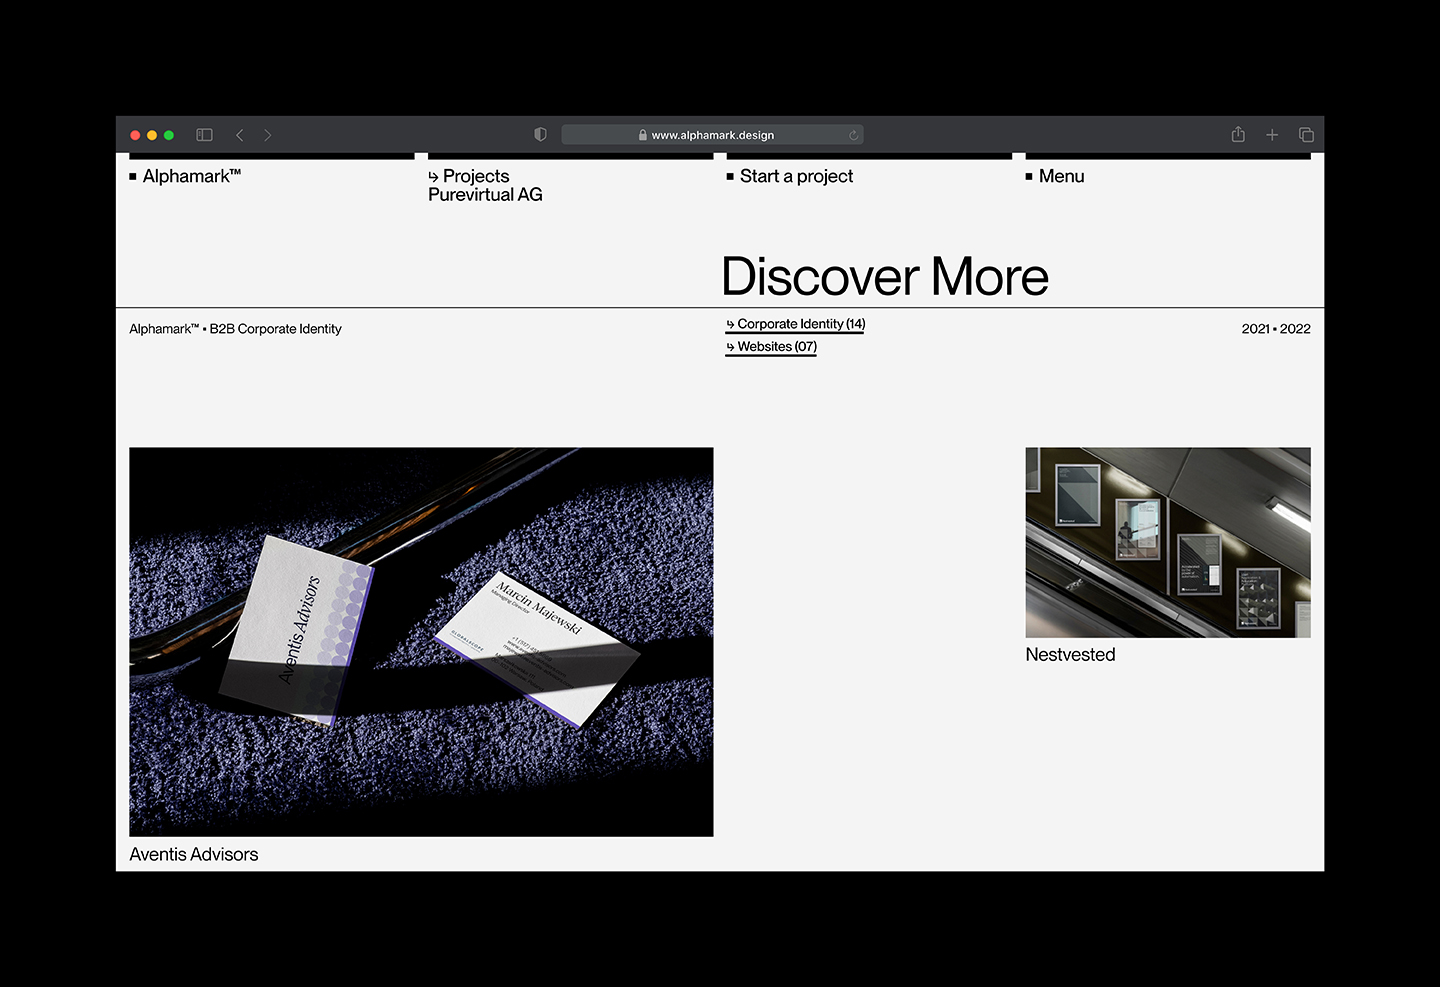 www.alphamark.design
Alphamark™
↳ Projects
Purevirtual AG
Start a project
Menu
Discover More
Alphamark™ ▪ B2B Corporate Identity
↳ Corporate Identity (14)
↳ Websites (07)
2021 ▪ 2022
Aventis Advisors
Marcin Majewski
Managing Director
Nestvested
Aventis Advisors